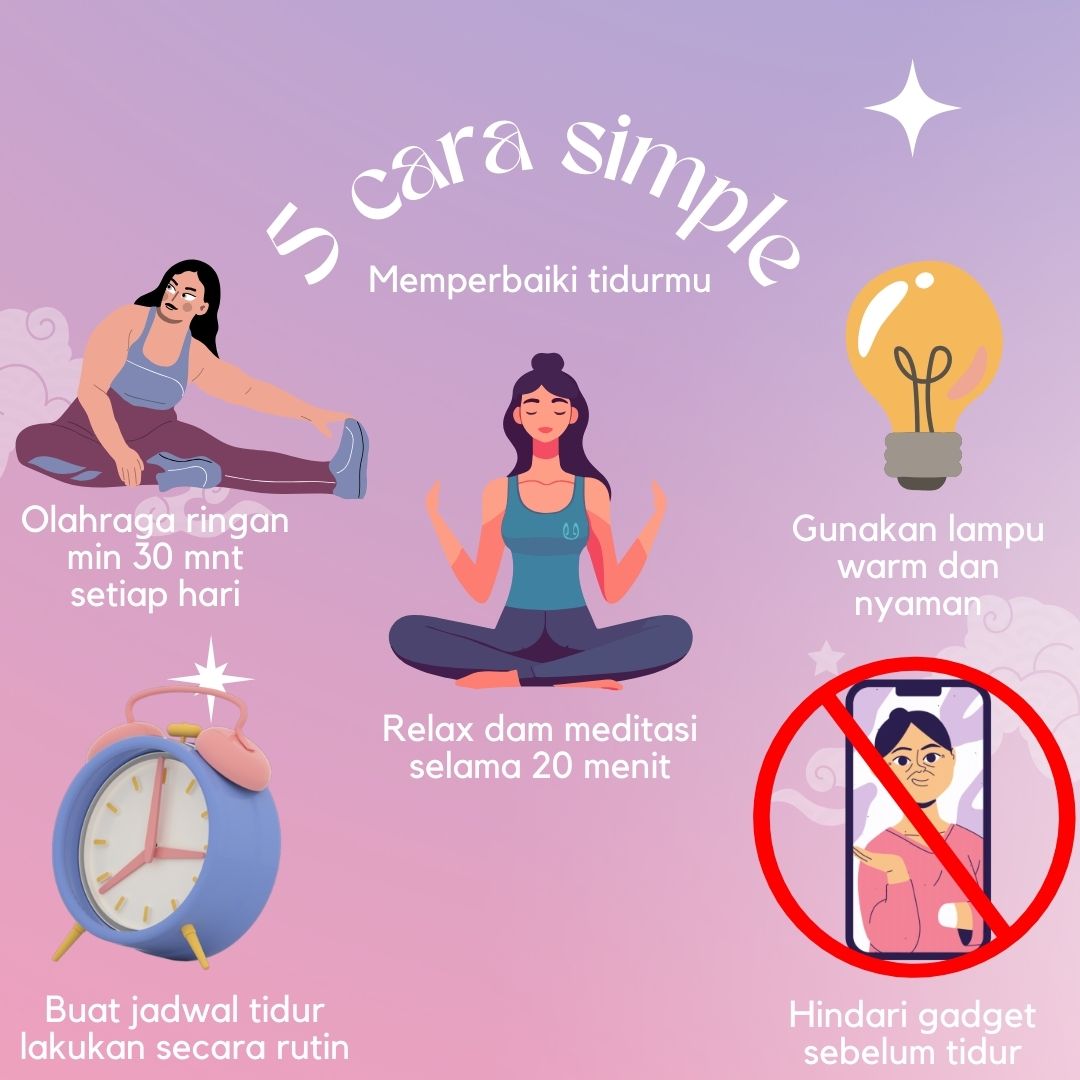 5 cara simple
Memperbaiki tidurmu
Olahraga ringan
min 30 mnt
setiap hari
Gunakan lampu
warm dan
nyaman
Relax dam meditasi
selama 20 menit
Buat jadwal tidur
lakukan secara rutin
Hindari gadget
sebelum tidur